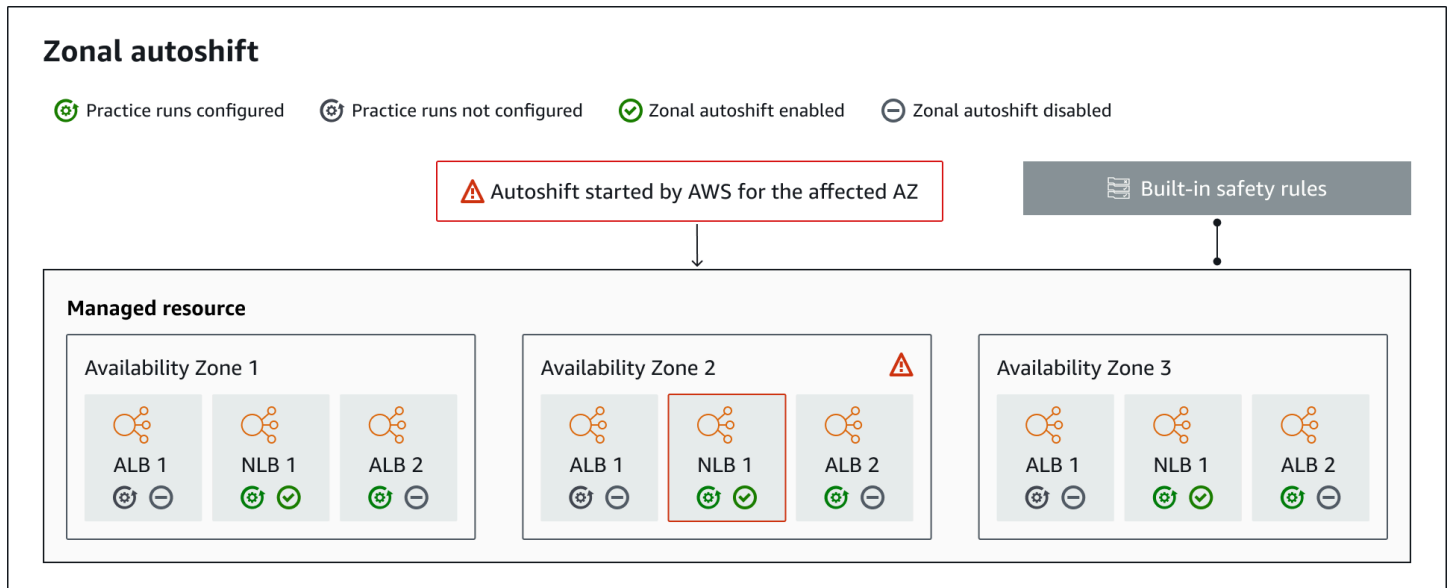 Zonal autoshift
Practice runs configured
Practice runs not configured
Zonal autoshift enabled
Zonal autoshift disabled
Autoshift started by AWS for the affected AZ
Built-in safety rules
Managed resource
Availability Zone 1
ALB 1
NLB 1
ALB 2
Availability Zone 2
ALB 1
NLB 1
ALB 2
Availability Zone 3
ALB 1
NLB 1
ALB 2